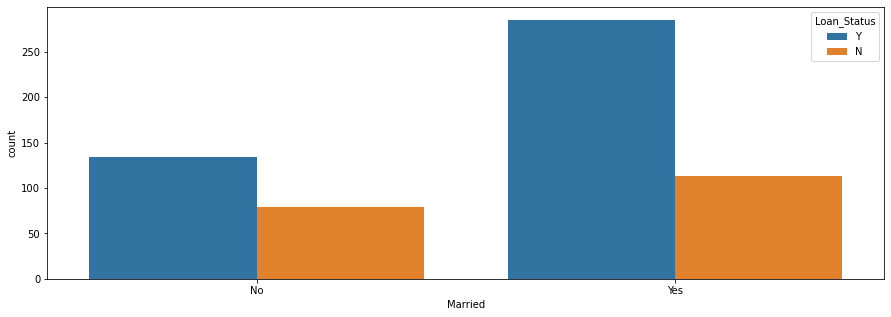 Loan_Status
Y
N
250
200
150
100
50
0
count
No
Yes
Married